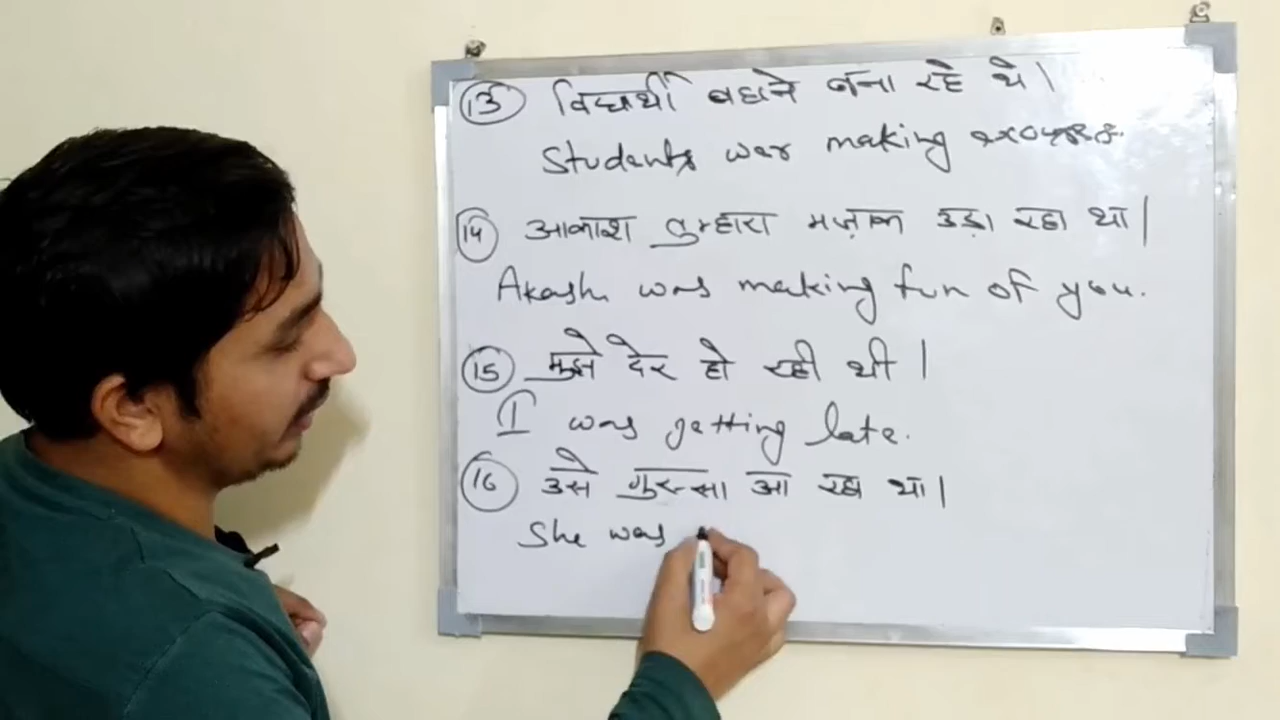 13 विद्यार्थी बहाने बना रहे थे।
Students wer making excuses.
14 आकाश तुम्हारा मज़ाक उड़ा रहा था।
Akash was making fun of you.
15 मुझे देर हो रही थी।
I was getting late.
16 उसे गुस्सा आ रहा था।
She was